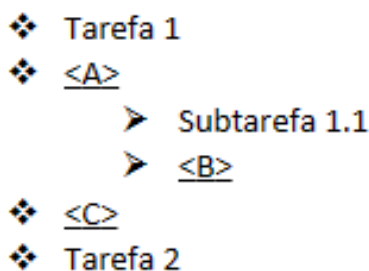 ❖ Tarefa 1
❖ <A>
➢ Subtarefa 1.1
➢ <B>
❖ <C>
❖ Tarefa 2